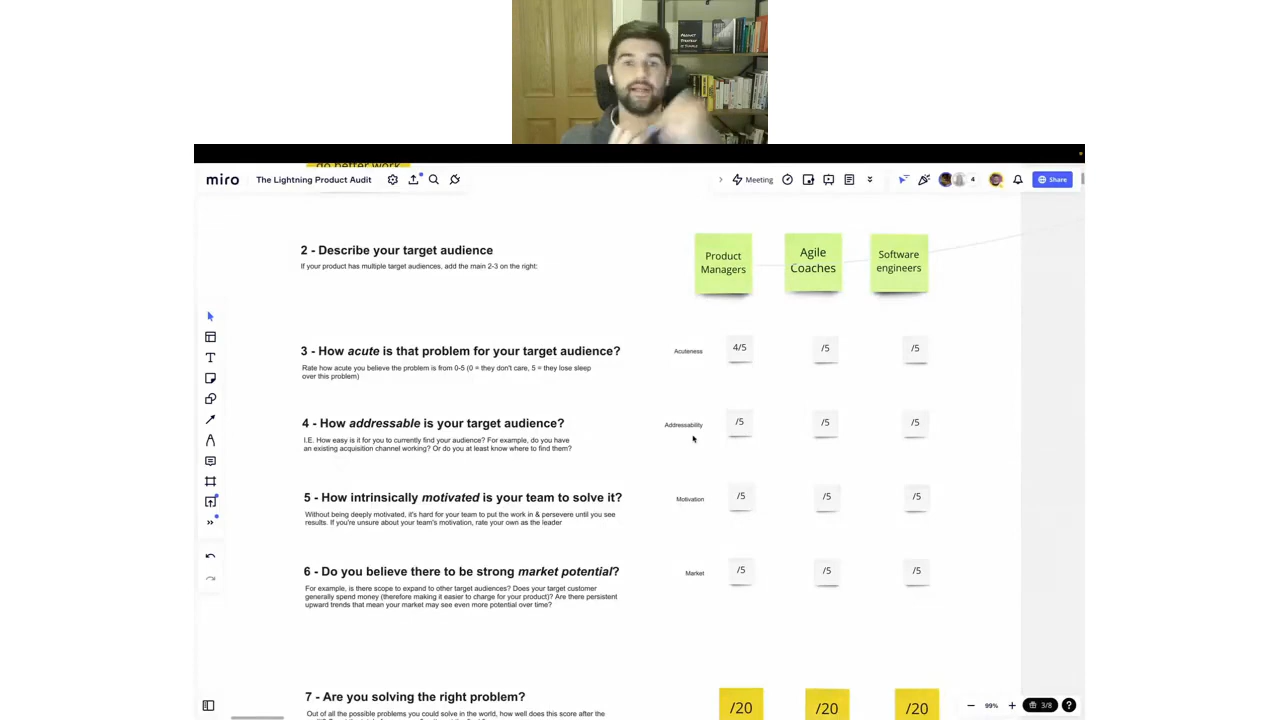 do better work
miro
The Lightning Product Audit
Meeting
4
Share
2 - Describe your target audience
If your product has multiple target audiences, add the main 2-3 on the right:
Product
Managers
Agile
Coaches
Software
engineers
3 - How acute is that problem for your target audience?
Rate how acute you believe the problem is from 0-5 (0 = they don't care, 5 = they lose sleep
over this problem)
Acuteness
4/5
/5
/5
4 - How addressable is your target audience?
I.E. How easy is it for you to currently find your audience? For example, do you have
an existing acquisition channel working? Or do you at least know where to find them?
Addressability
/5
/5
/5
5 - How intrinsically motivated is your team to solve it?
Without being deeply motivated, it's hard for your team to put the work in & persevere until you see
results. If you're unsure about your team's motivation, rate your own as the leader
Motivation
/5
/5
/5
6 - Do you believe there to be strong market potential?
For example, is there scope to expand to other target audiences? Does your target customer
generally spend money (therefore making it easier to charge for your product)? Are there persistent
upward trends that mean your market may see even more potential over time?
Market
/5
/5
/5
7 - Are you solving the right problem?
Out of all the possible problems you could solve in the world, how well does this score after the
/20
/20
/20
99%
3/8